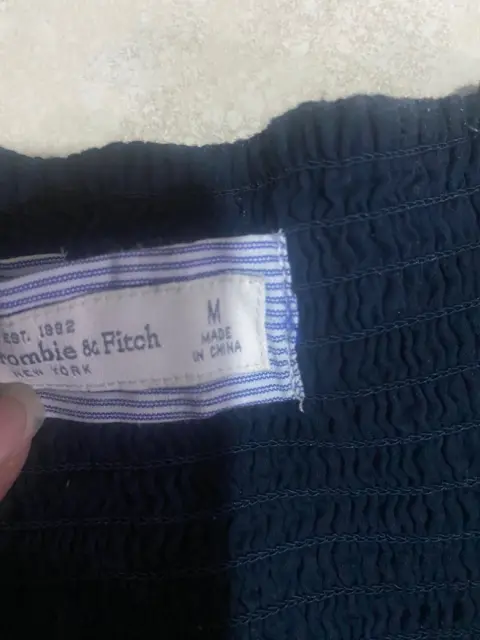 EST. 1892
rombie & Fitch
NEW YORK
M
MADE
IN CHINA